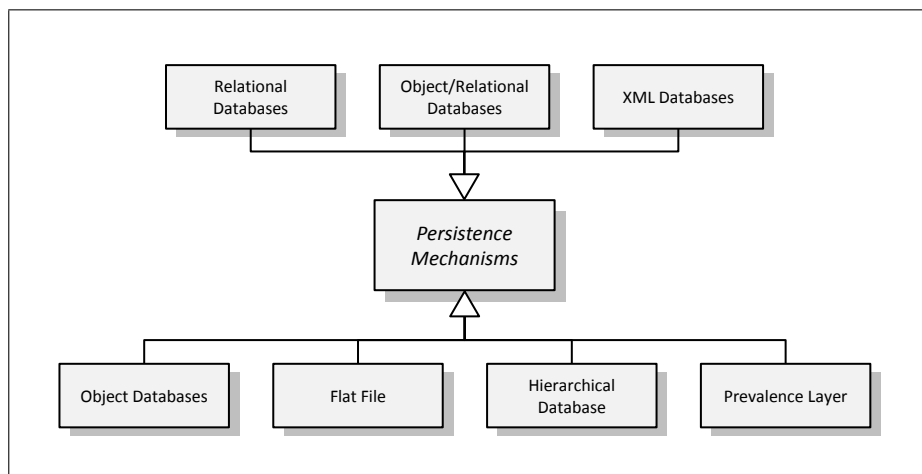 Relational
Databases
Object/Relational
Databases
XML Databases
Persistence
Mechanisms
Object Databases
Flat File
Hierarchical
Database
Prevalence Layer